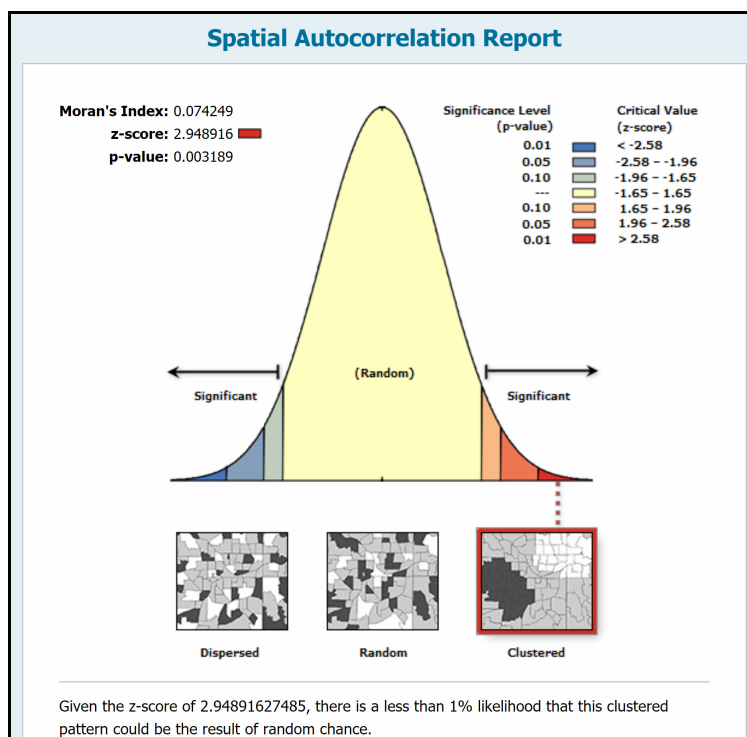 Spatial Autocorrelation Report
Moran's Index: 0.074249
z-score: 2.948916
p-value: 0.003189
Significance Level (p-value)
Critical Value (z-score)
0.01 < -2.58
0.05 -2.58 – -1.96
0.10 -1.96 – -1.65
--- -1.65 – 1.65
0.10 1.65 – 1.96
0.05 1.96 – 2.58
0.01 > 2.58
(Random)
Significant
Significant
Dispersed
Random
Clustered
Given the z-score of 2.94891627485, there is a less than 1% likelihood that this clustered
pattern could be the result of random chance.